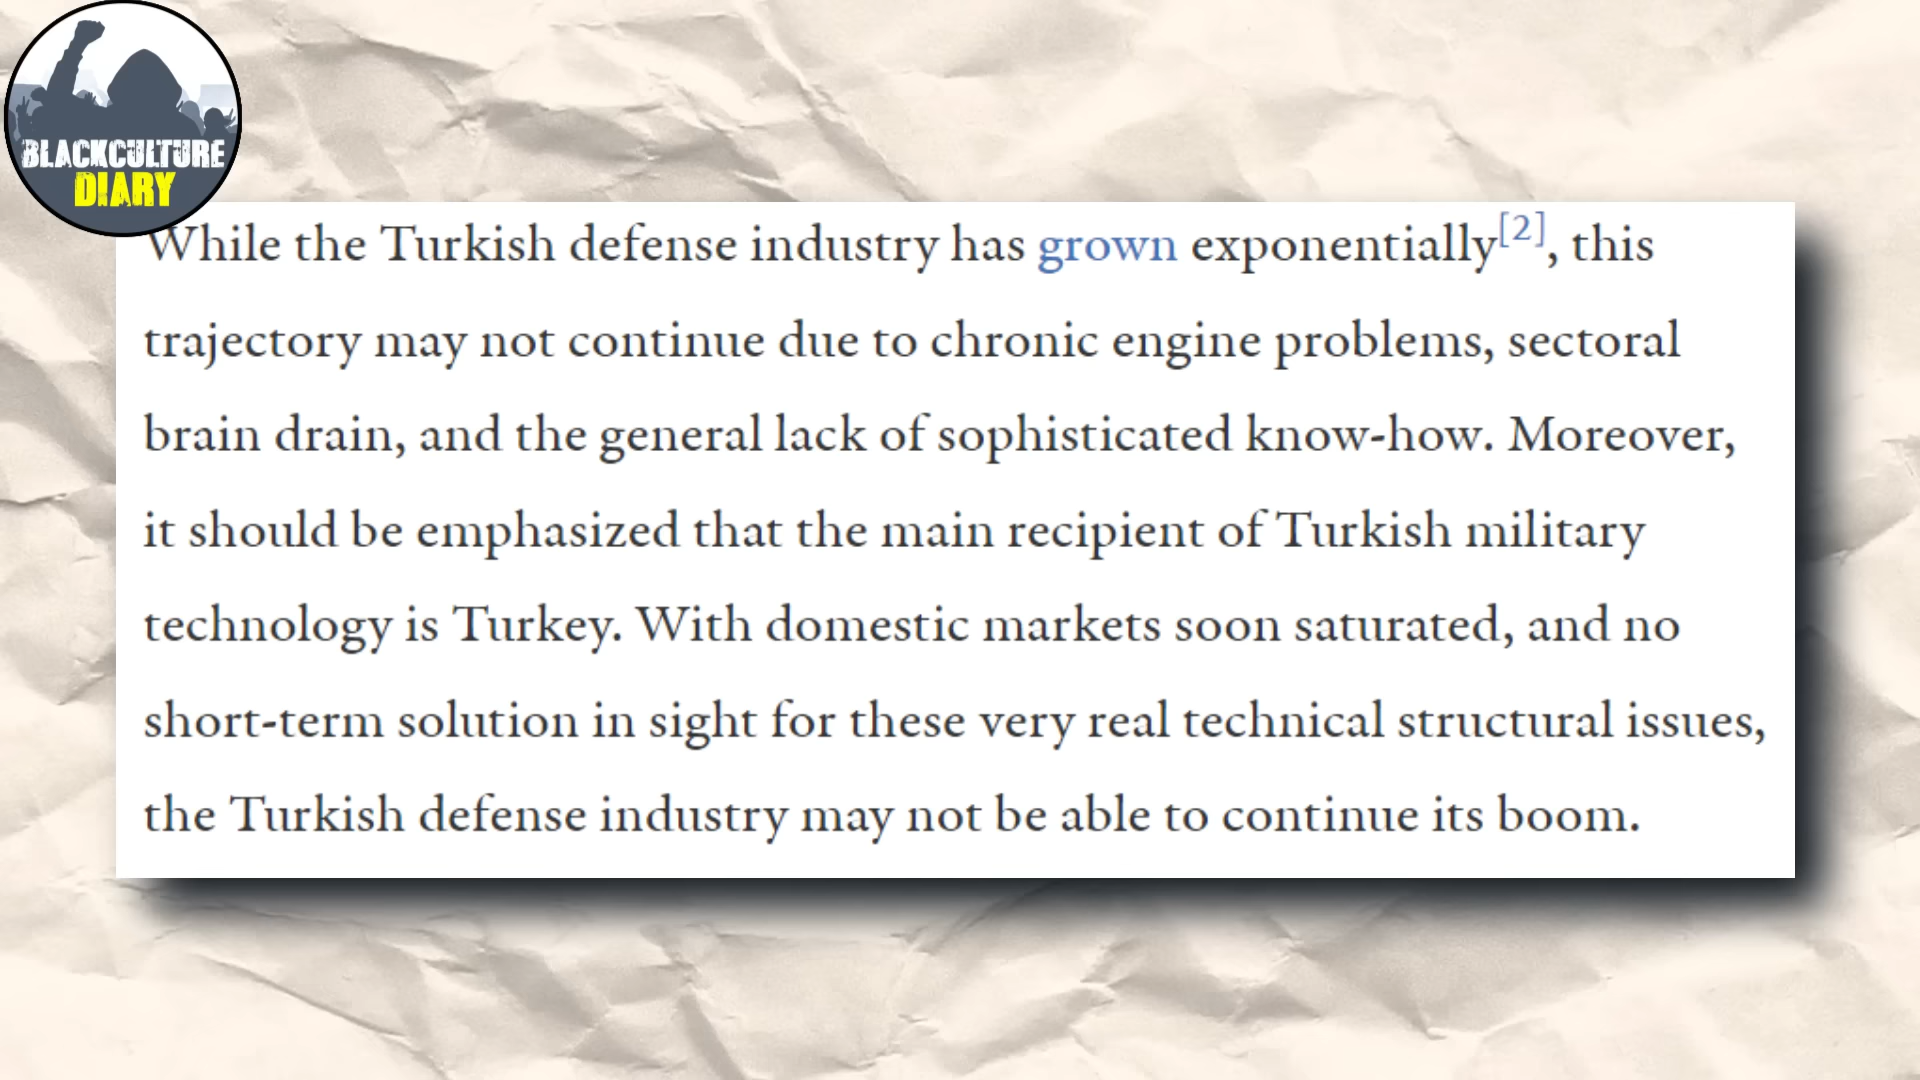 BLACKCULTURE
DIARY
While the Turkish defense industry has grown exponentially[2], this
trajectory may not continue due to chronic engine problems, sectoral
brain drain, and the general lack of sophisticated know-how. Moreover,
it should be emphasized that the main recipient of Turkish military
technology is Turkey. With domestic markets soon saturated, and no
short-term solution in sight for these very real technical structural issues,
the Turkish defense industry may not be able to continue its boom.